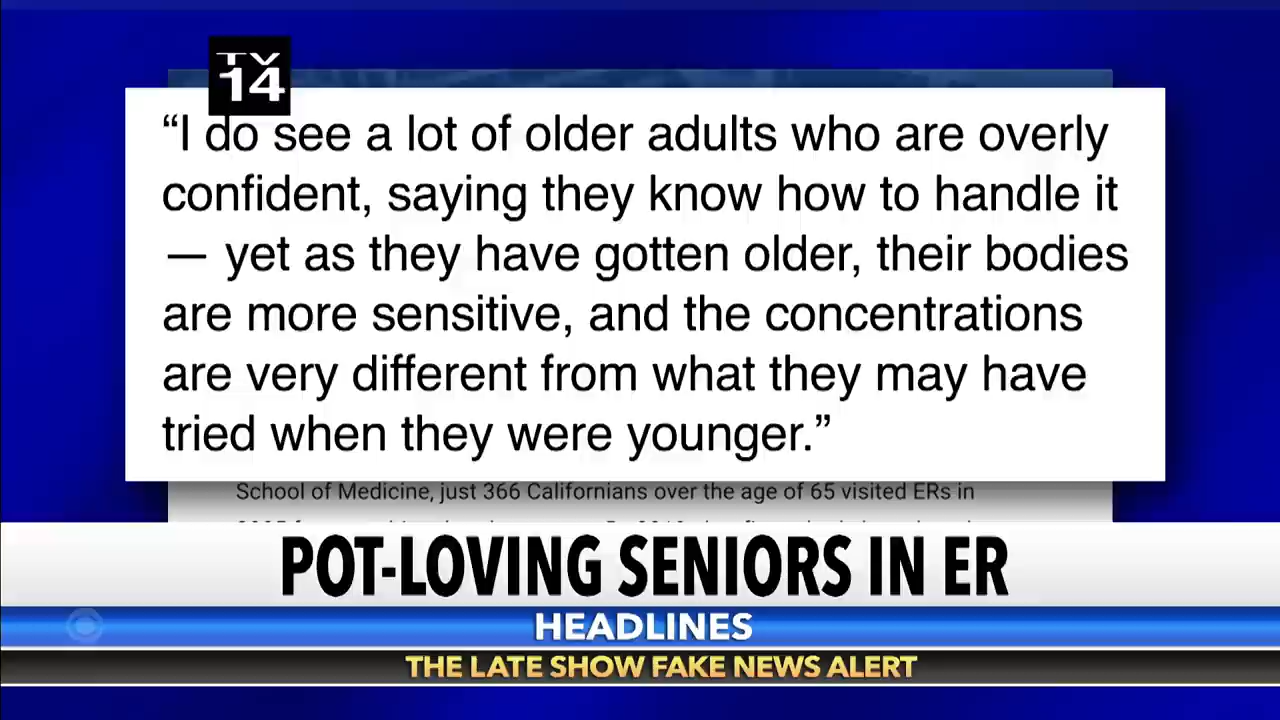 TV
14
“I do see a lot of older adults who are overly
confident, saying they know how to handle it
— yet as they have gotten older, their bodies
are more sensitive, and the concentrations
are very different from what they may have
tried when they were younger.”
School of Medicine, just 366 Californians over the age of 65 visited ERs in
POT-LOVING SENIORS IN ER
HEADLINES
THE LATE SHOW FAKE NEWS ALERT